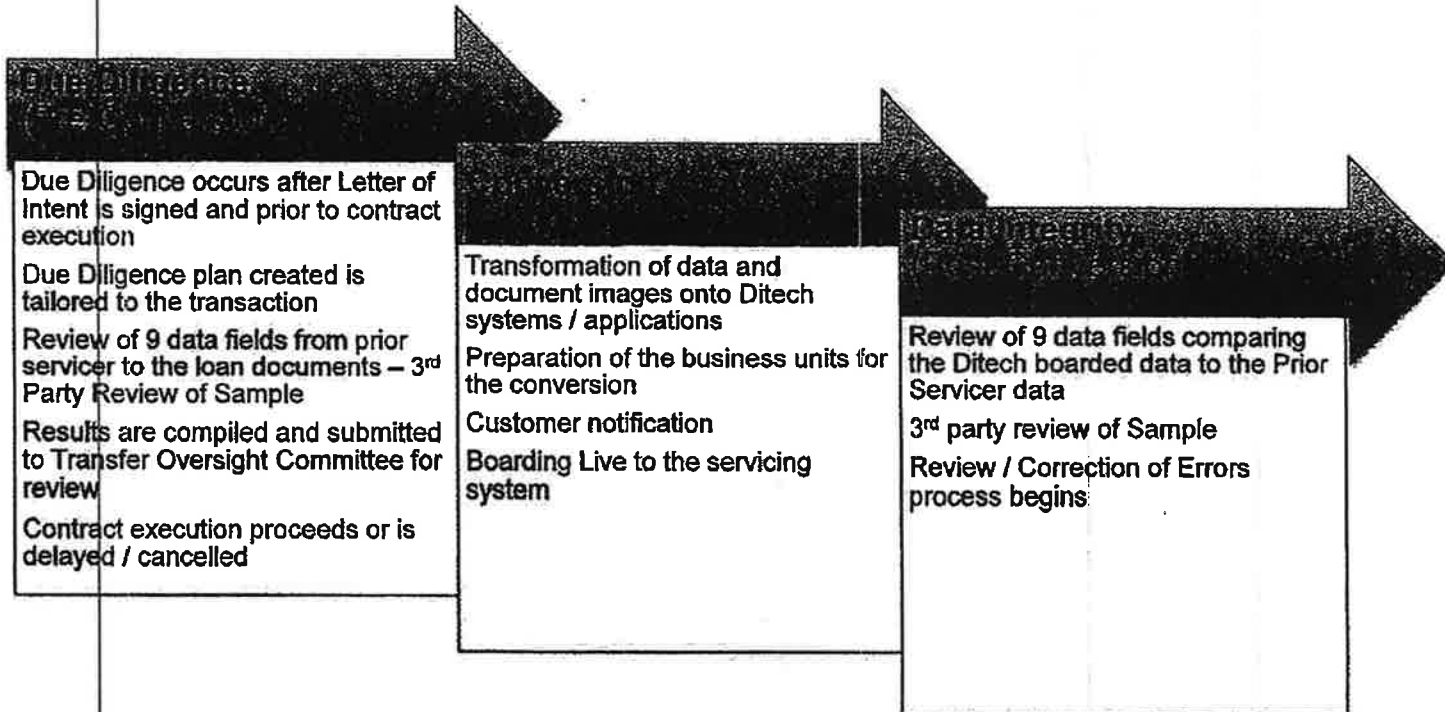 Due Diligence
Due Diligence occurs after Letter of
Intent is signed and prior to contract
execution
Due Diligence plan created is
tailored to the transaction
Review of 9 data fields from prior
servicer to the loan documents – 3rd
Party Review of Sample
Results are compiled and submitted
to Transfer Oversight Committee for
review
Contract execution proceeds or is
delayed / cancelled
Transformation of data and
document images onto Ditech
systems / applications
Preparation of the business units for
the conversion
Customer notification
Boarding Live to the servicing
system
Data Integrity
Review of 9 data fields comparing
the Ditech boarded data to the Prior
Servicer data
3rd party review of Sample
Review / Correction of Errors
process begins